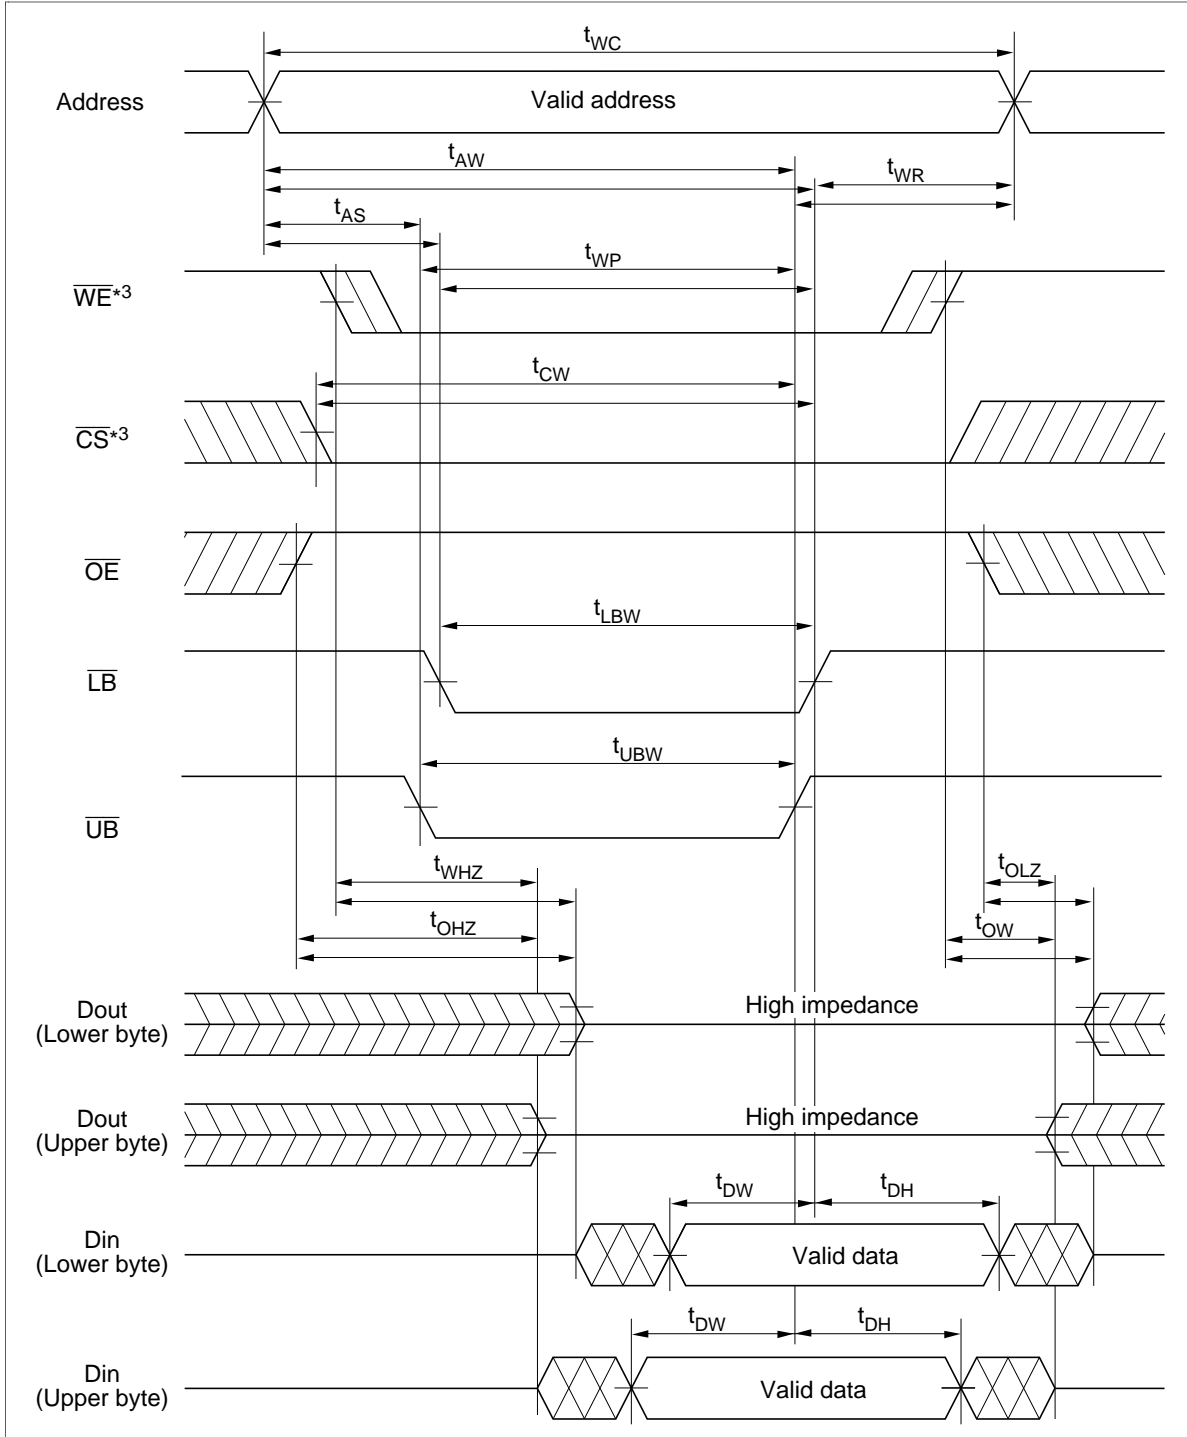 tWC
Address
Valid address
tAW
tWR
tAS
tWP
WE*3
tCW
CS*3
OE
tLBW
LB
tUBW
UB
tWHZ
tOLZ
tOHZ
tOW
Dout
(Lower byte)
High impedance
Dout
(Upper byte)
High impedance
tDW
tDH
Din
(Lower byte)
Valid data
tDW
tDH
Din
(Upper byte)
Valid data